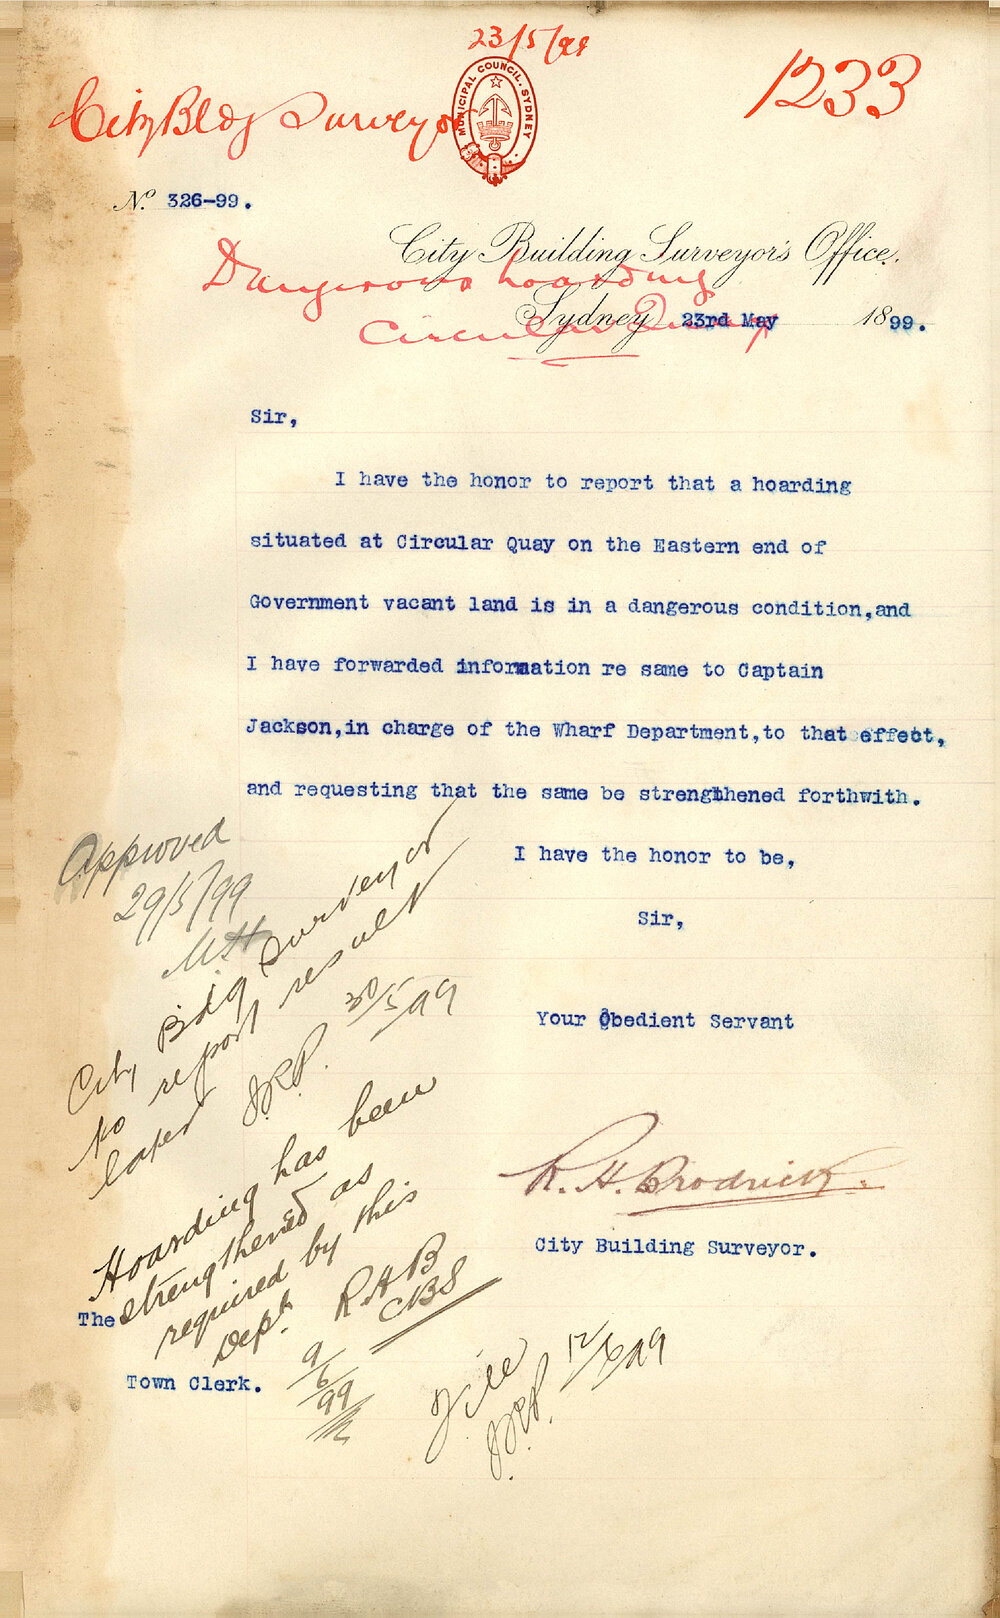 23/5/99
City Bldg Surveyor
MUNICIPAL COUNCIL. SYDNEY
1233
No. 326-99.
City Building Surveyor's Office,
Dangerous hoarding
Sydney 23rd May 1899.
Circular Quay
Sir,
I have the honor to report that a hoarding
situated at Circular Quay on the Eastern end of
Government vacant land is in a dangerous condition,and
I have forwarded information re same to Captain
Jackson,in charge of the Wharf Department,to that effect,
and requesting that the same be strengthened forthwith.
I have the honor to be,
Sir,
Your Obedient Servant
R. H. Brodrick.
City Building Surveyor.
Approved
29/5/99
City Bldg Surveyor
to report result
later
30/5/99
Hoarding has been
strengthened as
required by this
Dept.
R H B
CBS
9/6/99
The
Town Clerk.
File
12/6/99